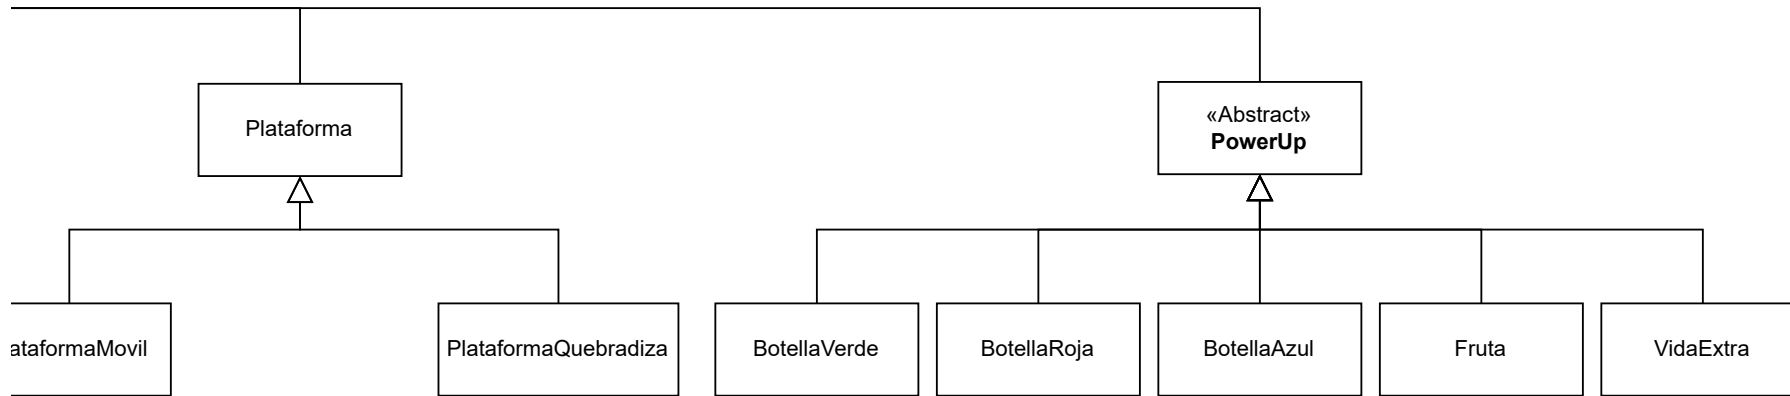 Plataforma
«Abstract»
PowerUp
ataformaMovil
PlataformaQuebradiza
BotellaVerde
BotellaRoja
BotellaAzul
Fruta
VidaExtra